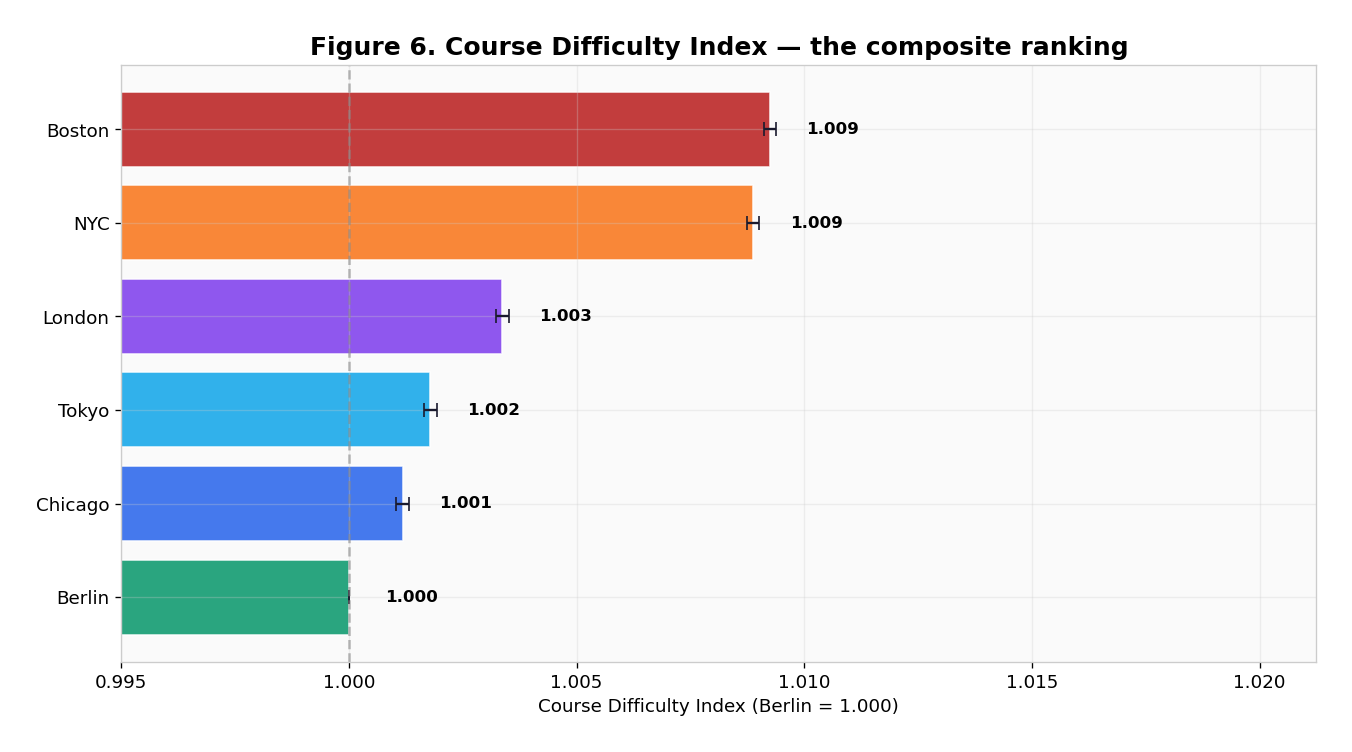 Figure 6. Course Difficulty Index — the composite ranking
Boston
1.009
NYC
1.009
London
1.003
Tokyo
1.002
Chicago
1.001
Berlin
1.000
0.995 1.000 1.005 1.010 1.015 1.020
Course Difficulty Index (Berlin = 1.000)